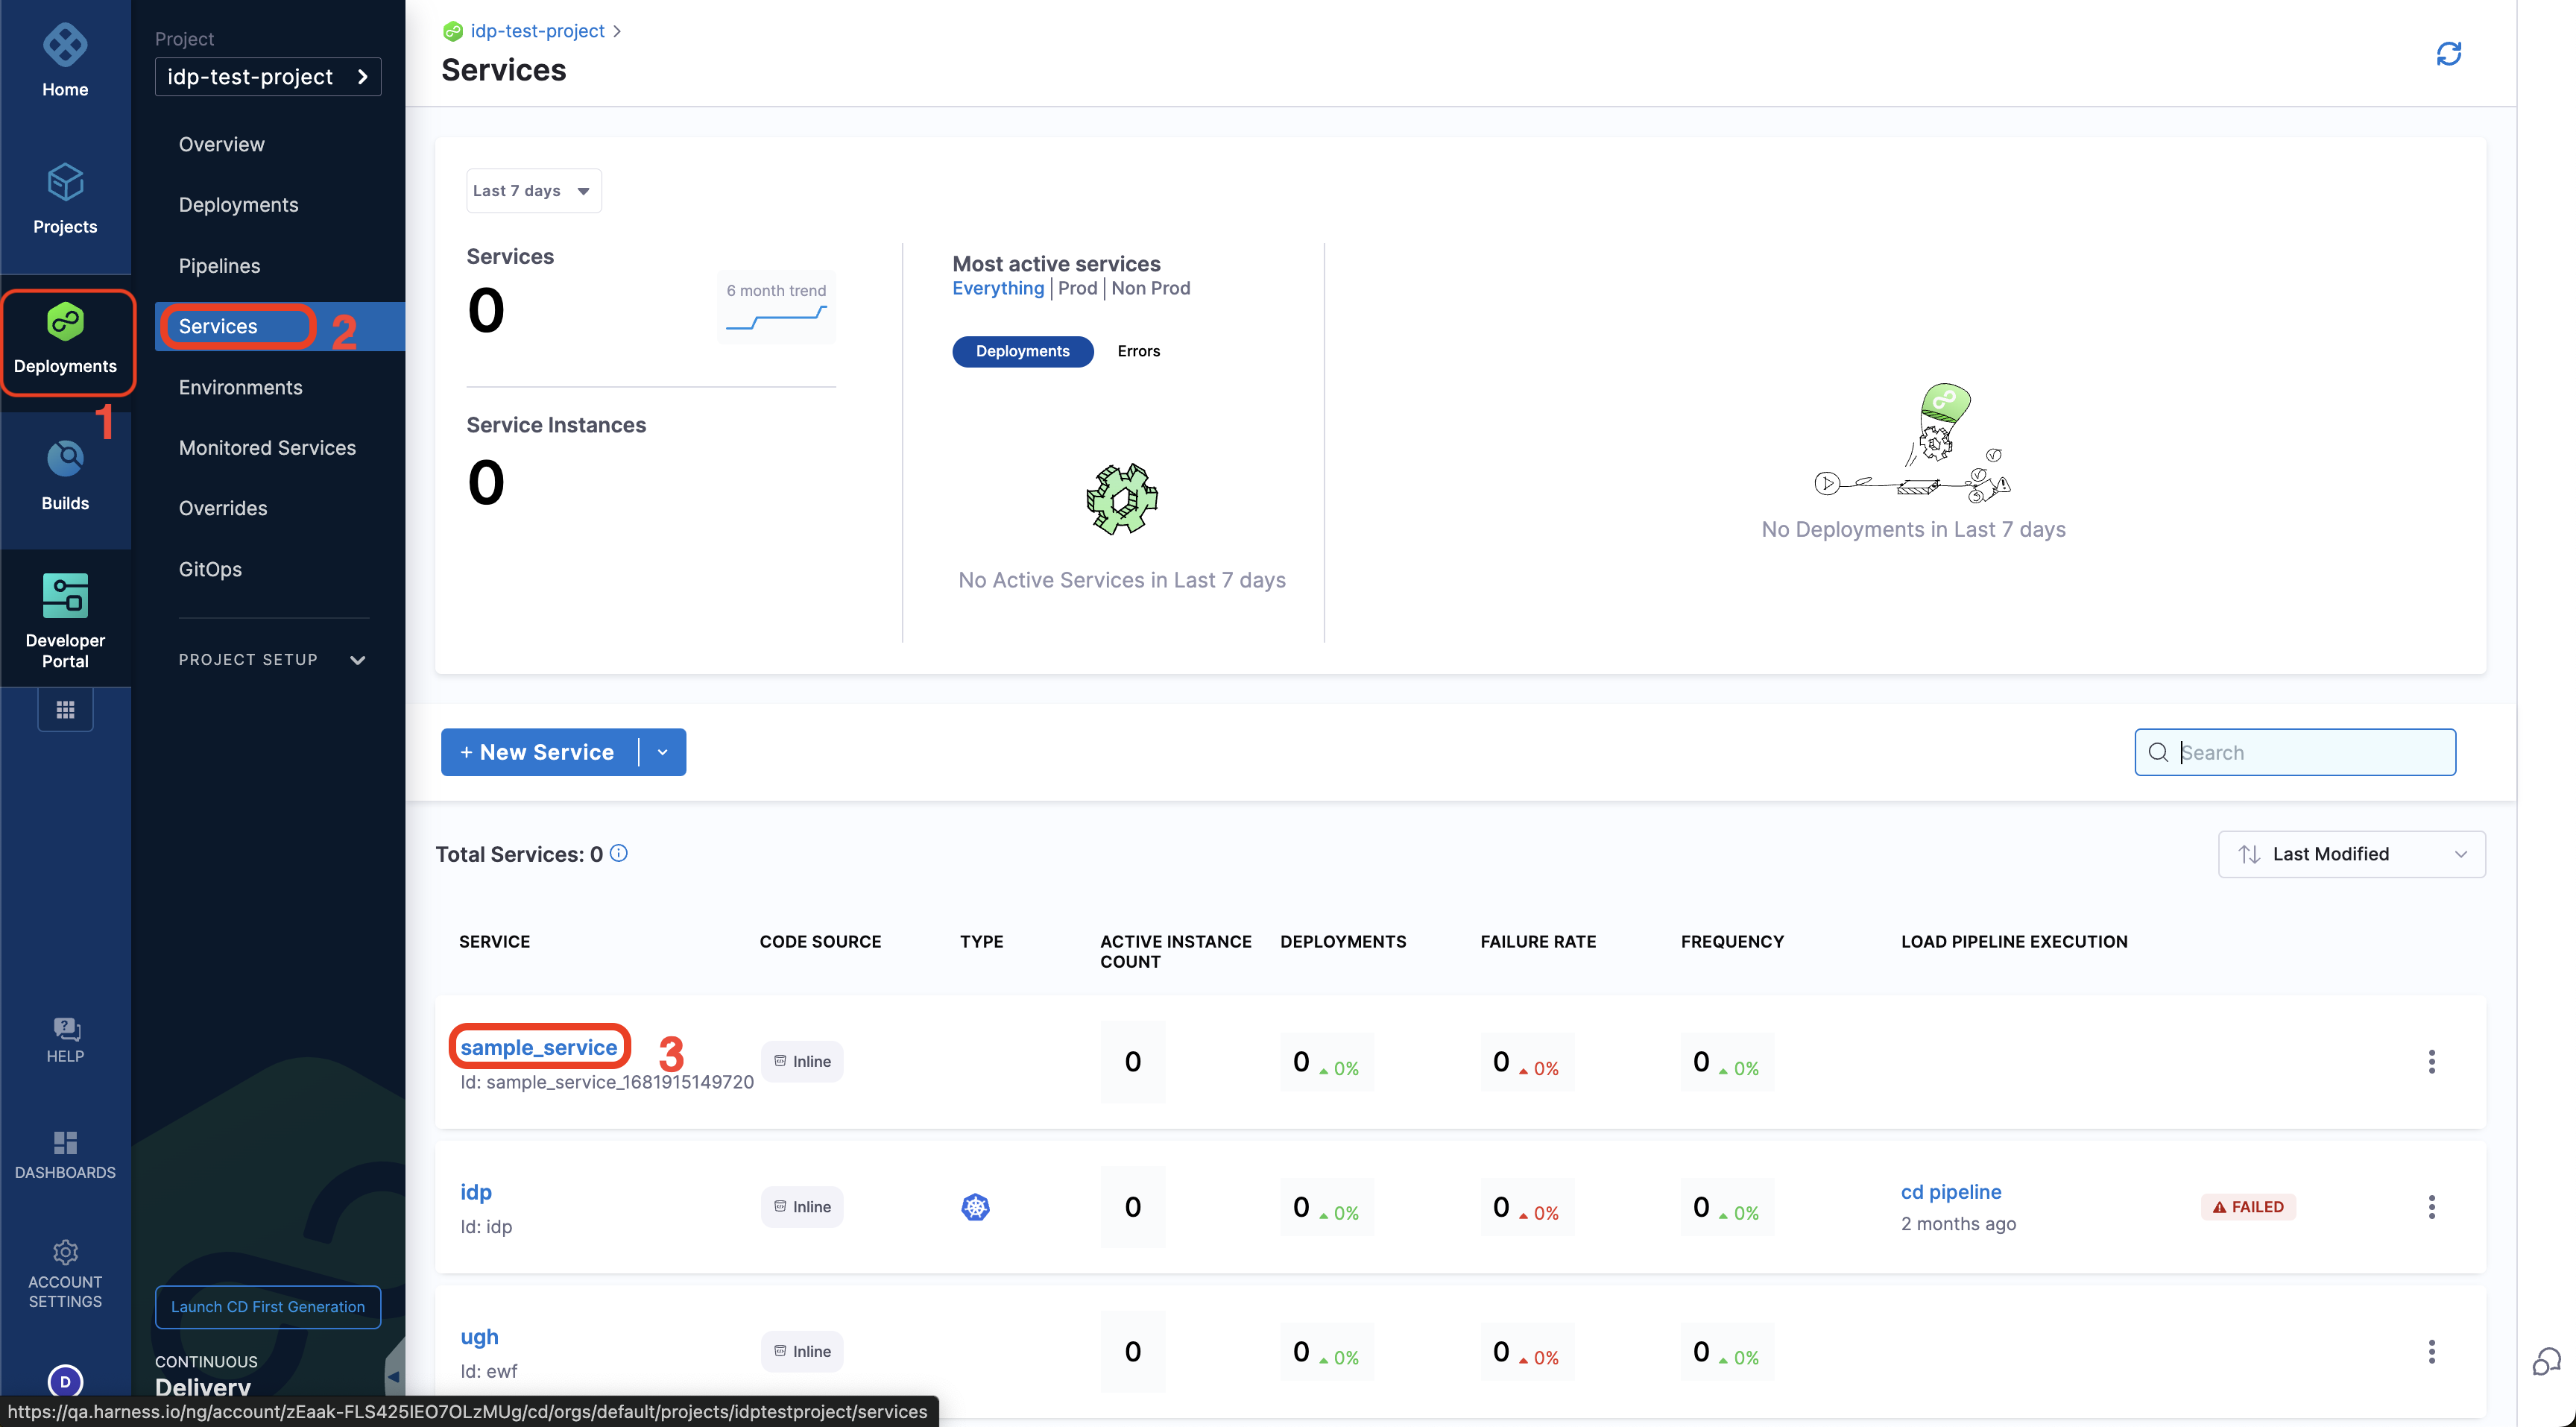 Home
Projects
Deployments
1
Builds
Developer
Portal
HELP
DASHBOARDS
ACCOUNT
SETTINGS
D
Project
idp-test-project
Overview
Deployments
Pipelines
Services 2
Environments
Monitored Services
Overrides
GitOps
PROJECT SETUP
Launch CD First Generation
CONTINUOUS
Delivery
idp-test-project
Services
Last 7 days
Services
0
6 month trend
Service Instances
0
Most active services
Everything | Prod | Non Prod
Deployments Errors
No Active Services in Last 7 days
No Deployments in Last 7 days
+ New Service
Search
Total Services: 0
Last Modified
SERVICE CODE SOURCE TYPE ACTIVE INSTANCE COUNT DEPLOYMENTS FAILURE RATE FREQUENCY LOAD PIPELINE EXECUTION
sample_service 3
Id: sample_service_1681915149720
Inline 0 0 0% 0 0% 0 0%
idp
Id: idp
Inline 0 0 0% 0 0% 0 0%
cd pipeline
2 months ago
FAILED
ugh
Id: ewf
Inline 0 0 0% 0 0% 0 0%
https://qa.harness.io/ng/account/zEaak-FLS425IEO7OLzMUg/cd/orgs/default/projects/idptestproject/services